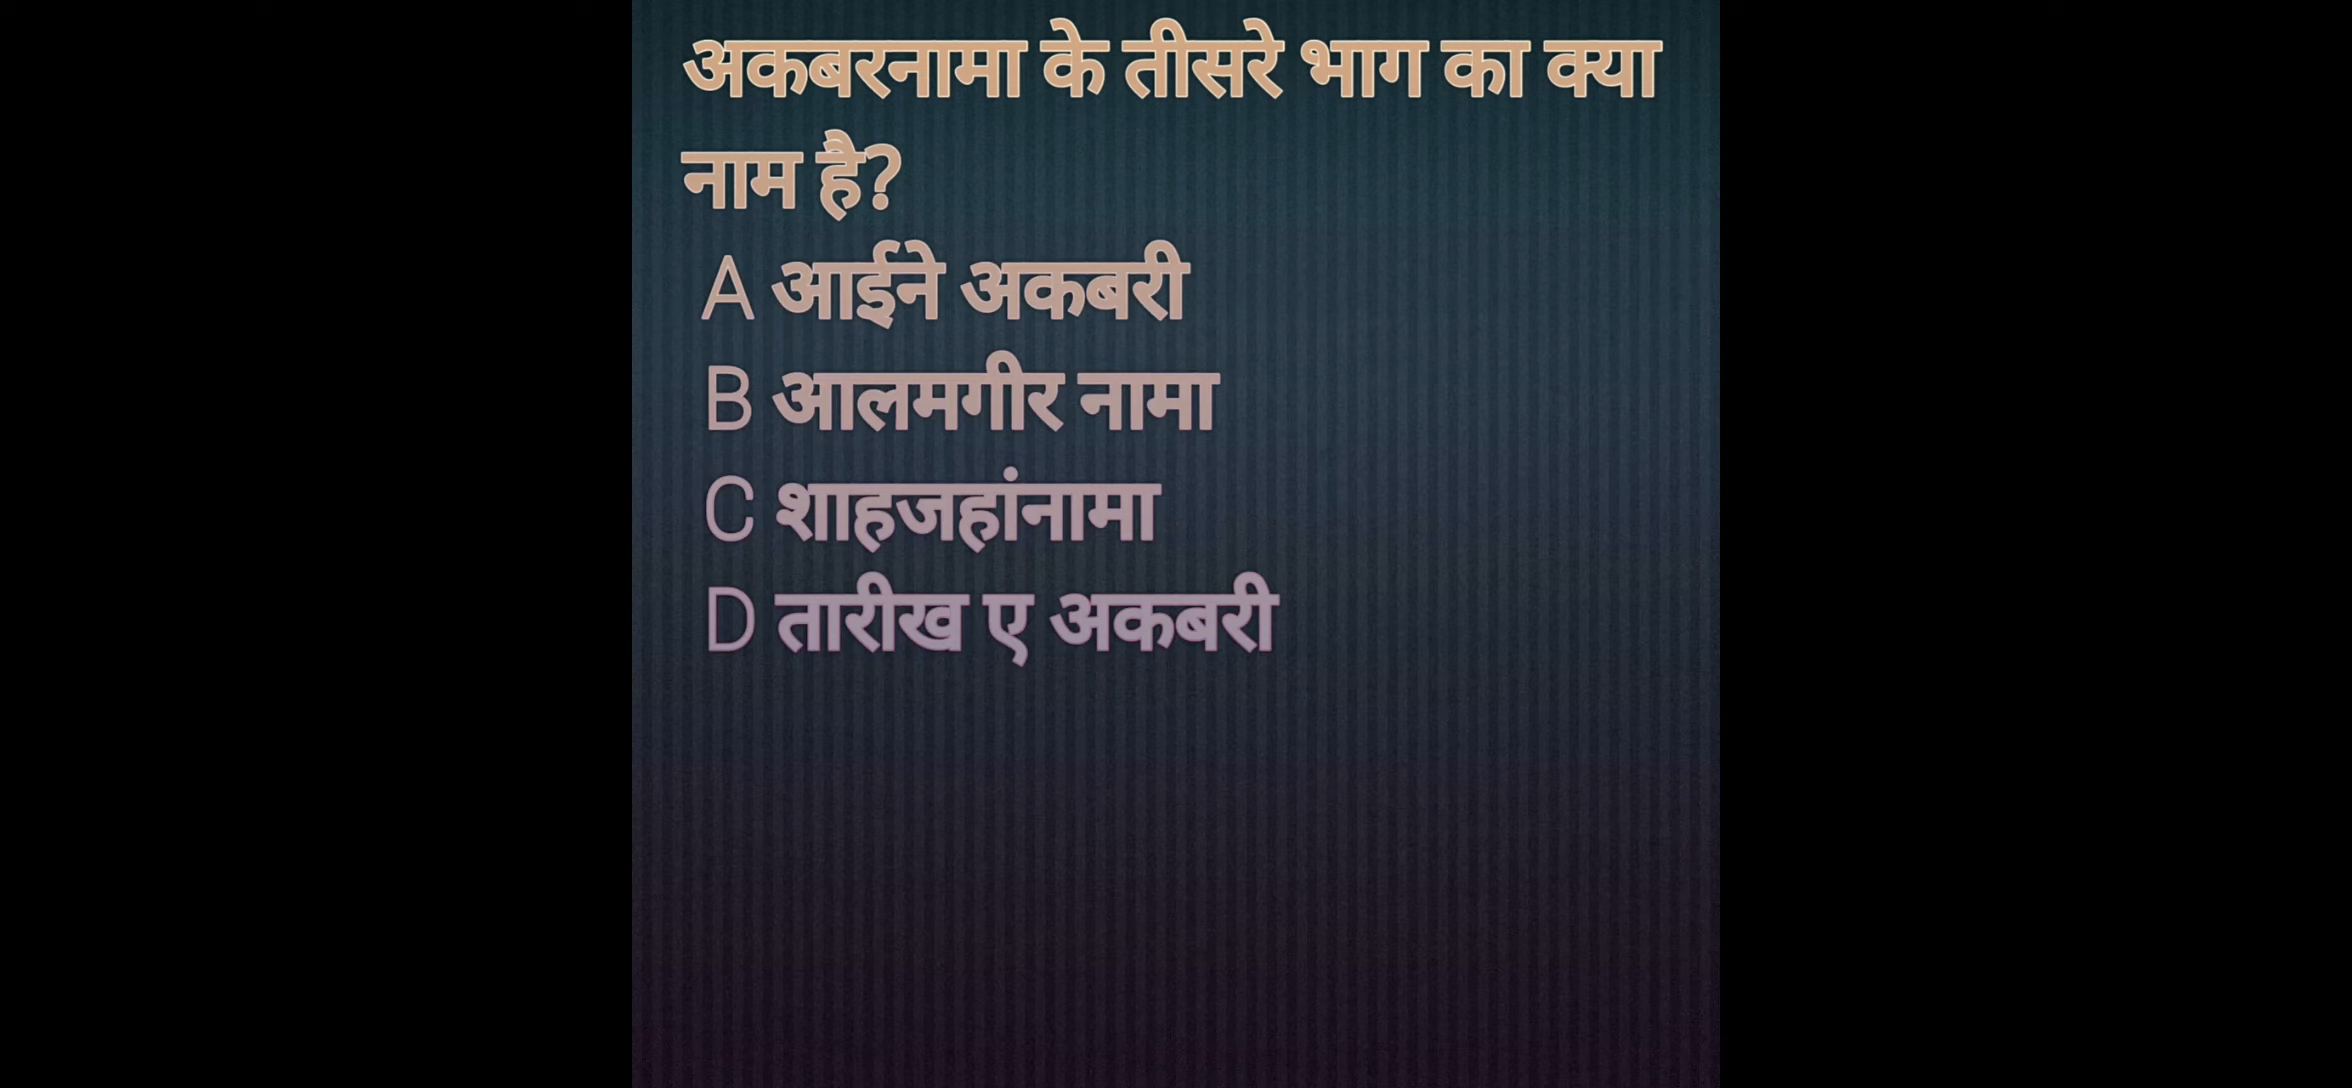 अकबरनामा के तीसरे भाग का क्या
नाम है?
A आईने अकबरी
B आलमगीर नामा
C शाहजहांनामा
D तारीख ए अकबरी